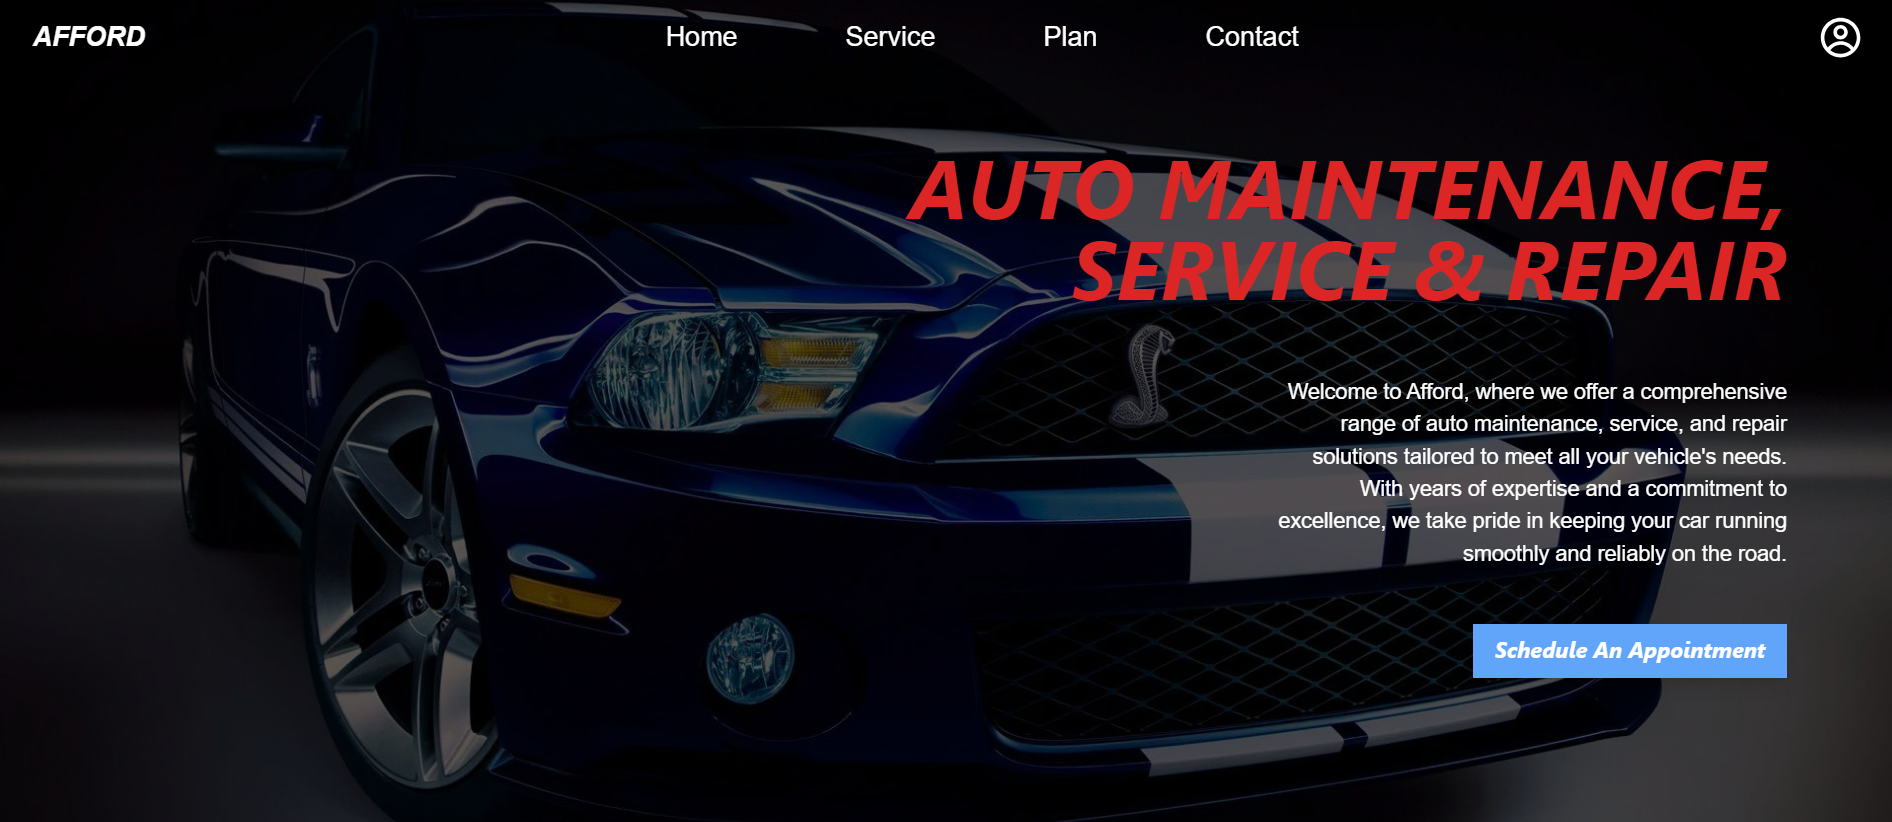 AFFORD
Home
Service
Plan
Contact
AUTO MAINTENANCE,
SERVICE & REPAIR
Welcome to Afford, where we offer a comprehensive
range of auto maintenance, service, and repair
solutions tailored to meet all your vehicle's needs.
With years of expertise and a commitment to
excellence, we take pride in keeping your car running
smoothly and reliably on the road.
Schedule An Appointment